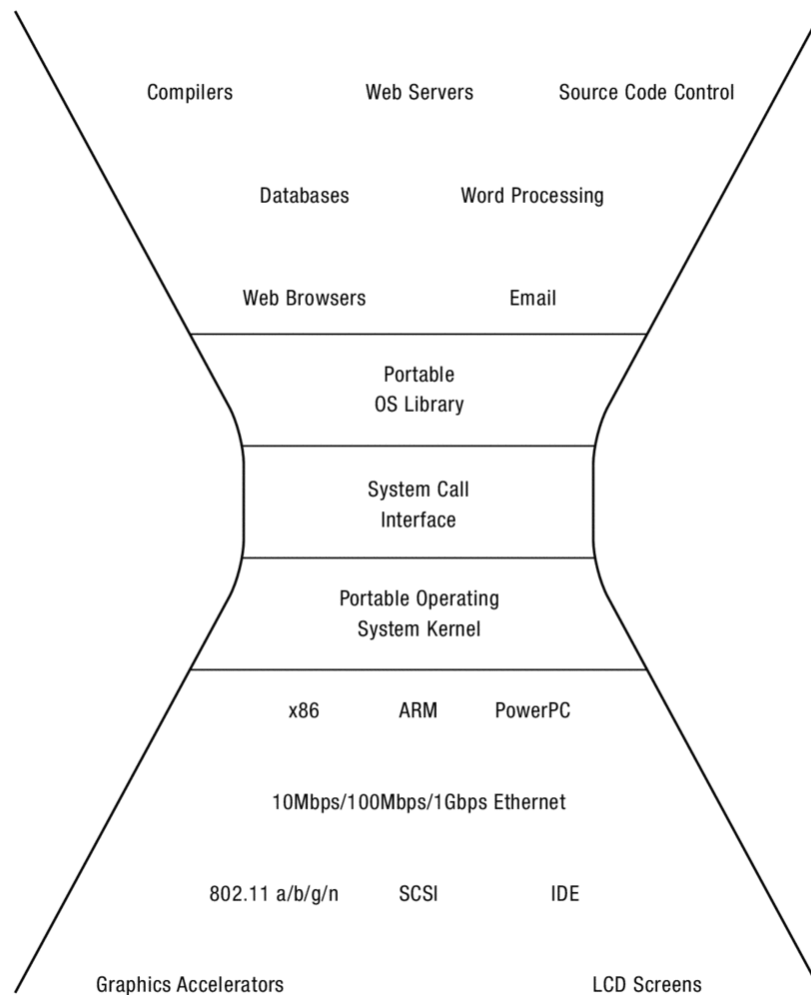 Compilers Web Servers Source Code Control
Databases Word Processing
Web Browsers Email
Portable
OS Library
System Call
Interface
Portable Operating
System Kernel
x86 ARM PowerPC
10Mbps/100Mbps/1Gbps Ethernet
802.11 a/b/g/n SCSI IDE
Graphics Accelerators LCD Screens